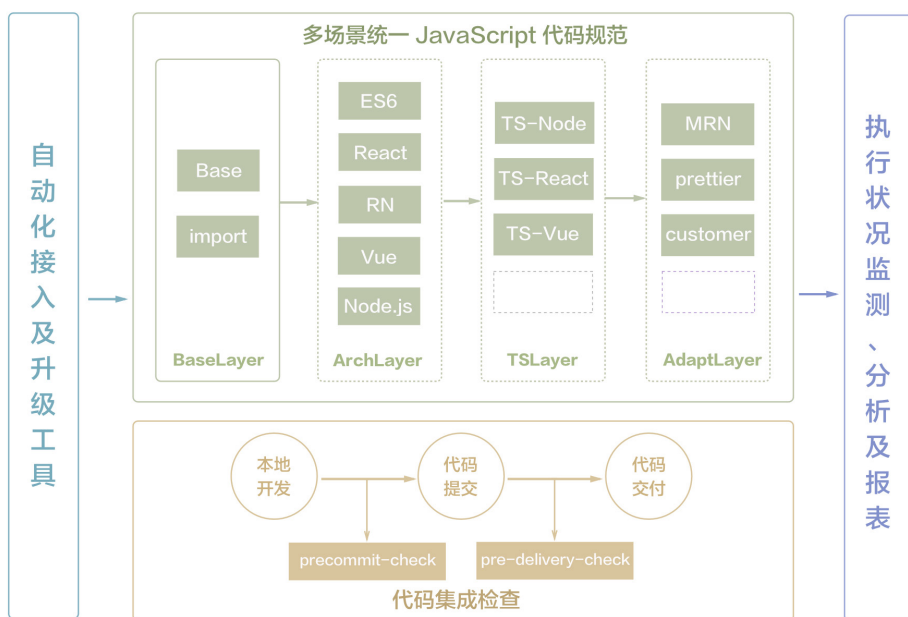 自动化接入及升级工具
多场景统一 JavaScript 代码规范
Base
import
BaseLayer
ES6
React
RN
Vue
Node.js
ArchLayer
TS-Node
TS-React
TS-Vue
TSLayer
MRN
prettier
customer
AdaptLayer
本地
开发
代码
提交
代码
交付
precommit-check
pre-delivery-check
代码集成检查
执行状况监测、分析及报表